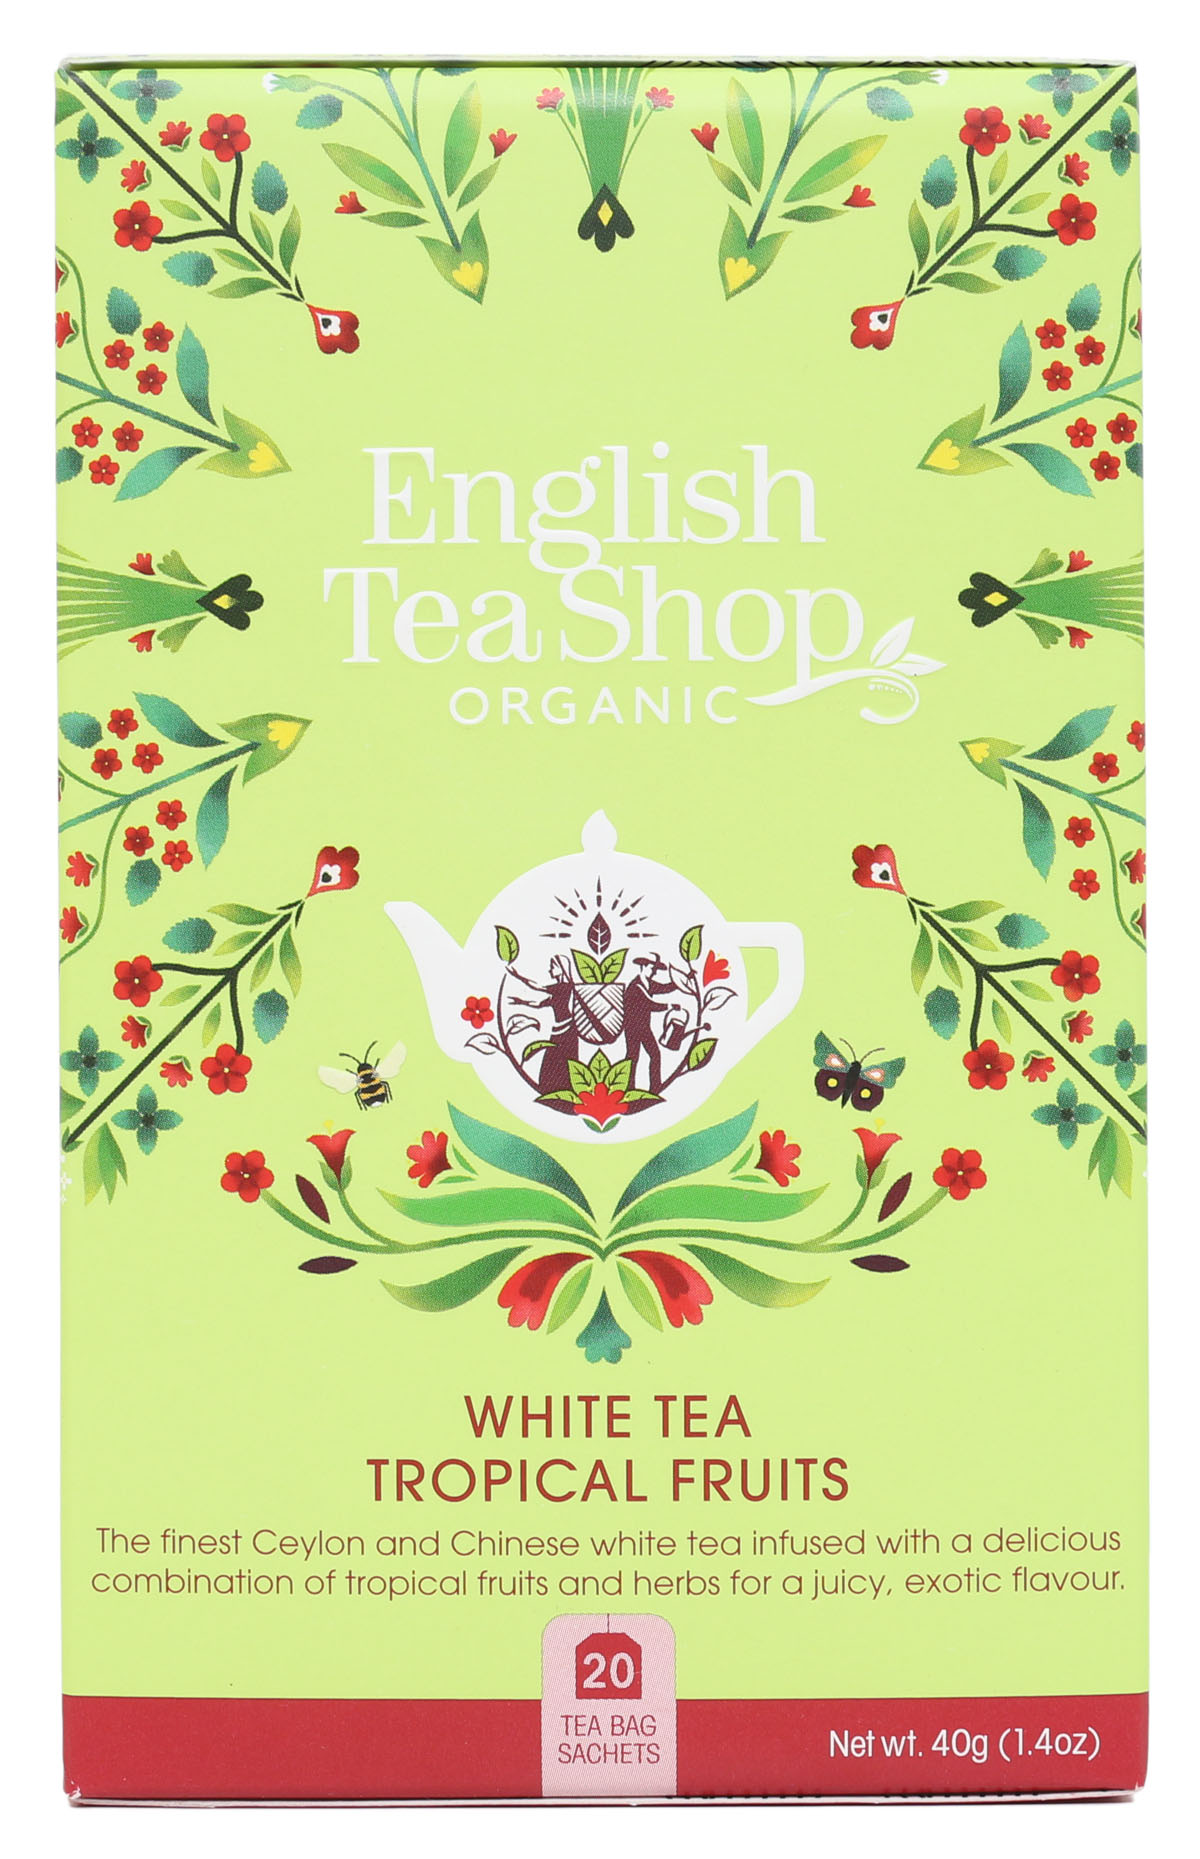 English
Tea Shop
ORGANIC
WHITE TEA
TROPICAL FRUITS
The finest Ceylon and Chinese white tea infused with a delicious
combination of tropical fruits and herbs for a juicy, exotic flavour.
20
TEA BAG
SACHETS
Net wt. 40g (1.4oz)